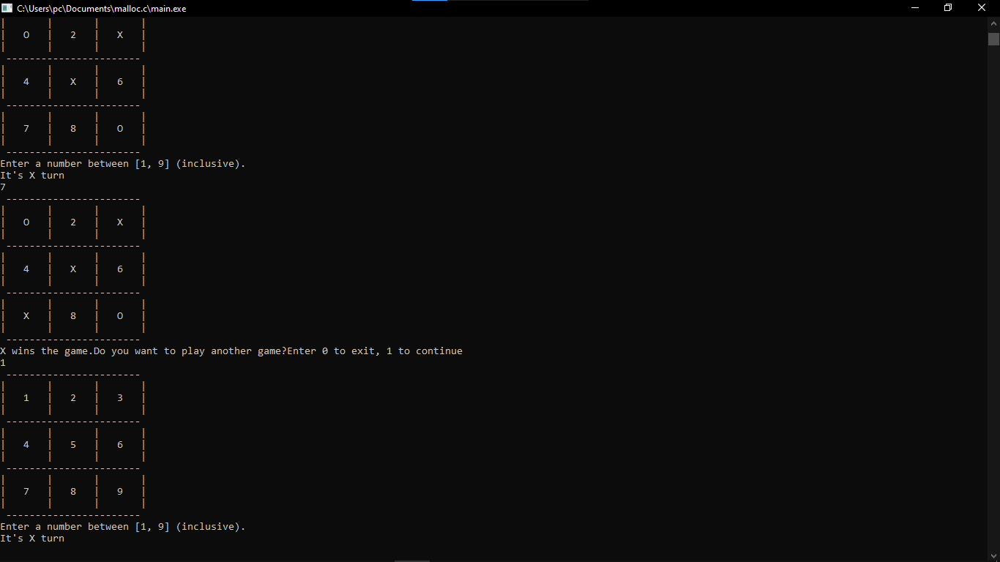 C:\Users\pc\Documents\malloc.c\main.exe
|       |       |       |
|   O   |   2   |   X   |
|       |       |       |
 -----------------------
|       |       |       |
|   4   |   X   |   6   |
|       |       |       |
 -----------------------
|       |       |       |
|   7   |   8   |   O   |
|       |       |       |
 -----------------------
Enter a number between [1, 9] (inclusive).
It's X turn
7
 -----------------------
|       |       |       |
|   O   |   2   |   X   |
|       |       |       |
 -----------------------
|       |       |       |
|   4   |   X   |   6   |
|       |       |       |
 -----------------------
|       |       |       |
|   X   |   8   |   O   |
|       |       |       |
 -----------------------
X wins the game.Do you want to play another game?Enter 0 to exit, 1 to continue
1
 -----------------------
|       |       |       |
|   1   |   2   |   3   |
|       |       |       |
 -----------------------
|       |       |       |
|   4   |   5   |   6   |
|       |       |       |
 -----------------------
|       |       |       |
|   7   |   8   |   9   |
|       |       |       |
 -----------------------
Enter a number between [1, 9] (inclusive).
It's X turn